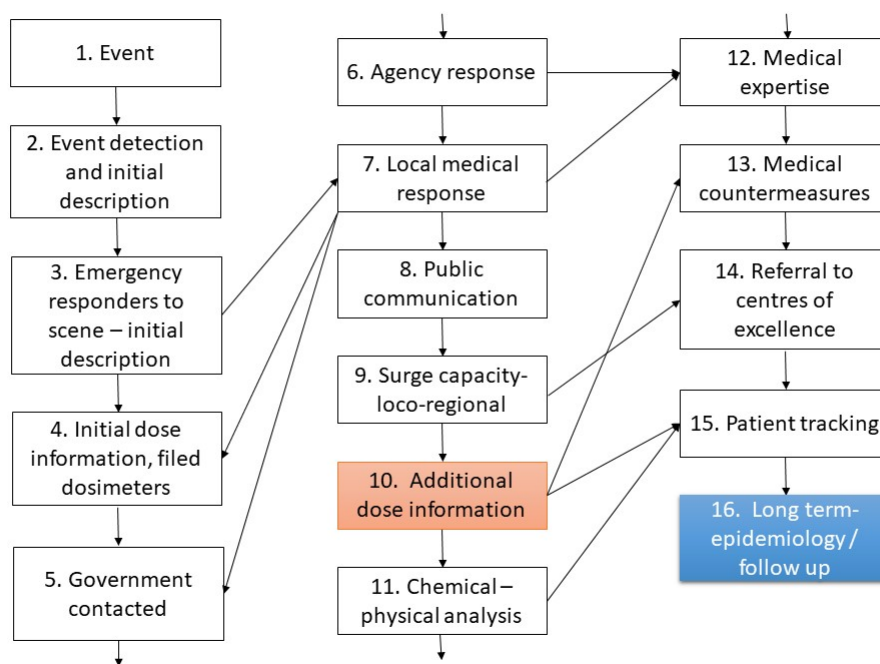 1. Event
2. Event detection
and initial
description
3. Emergency
responders to
scene – initial
description
4. Initial dose
information, filed
dosimeters
5. Government
contacted
6. Agency response
7. Local medical
response
8. Public
communication
9. Surge capacity-
loco-regional
10. Additional
dose information
11. Chemical –
physical analysis
12. Medical
expertise
13. Medical
countermeasures
14. Referral to
centres of
excellence
15. Patient tracking
16. Long term-
epidemiology /
follow up